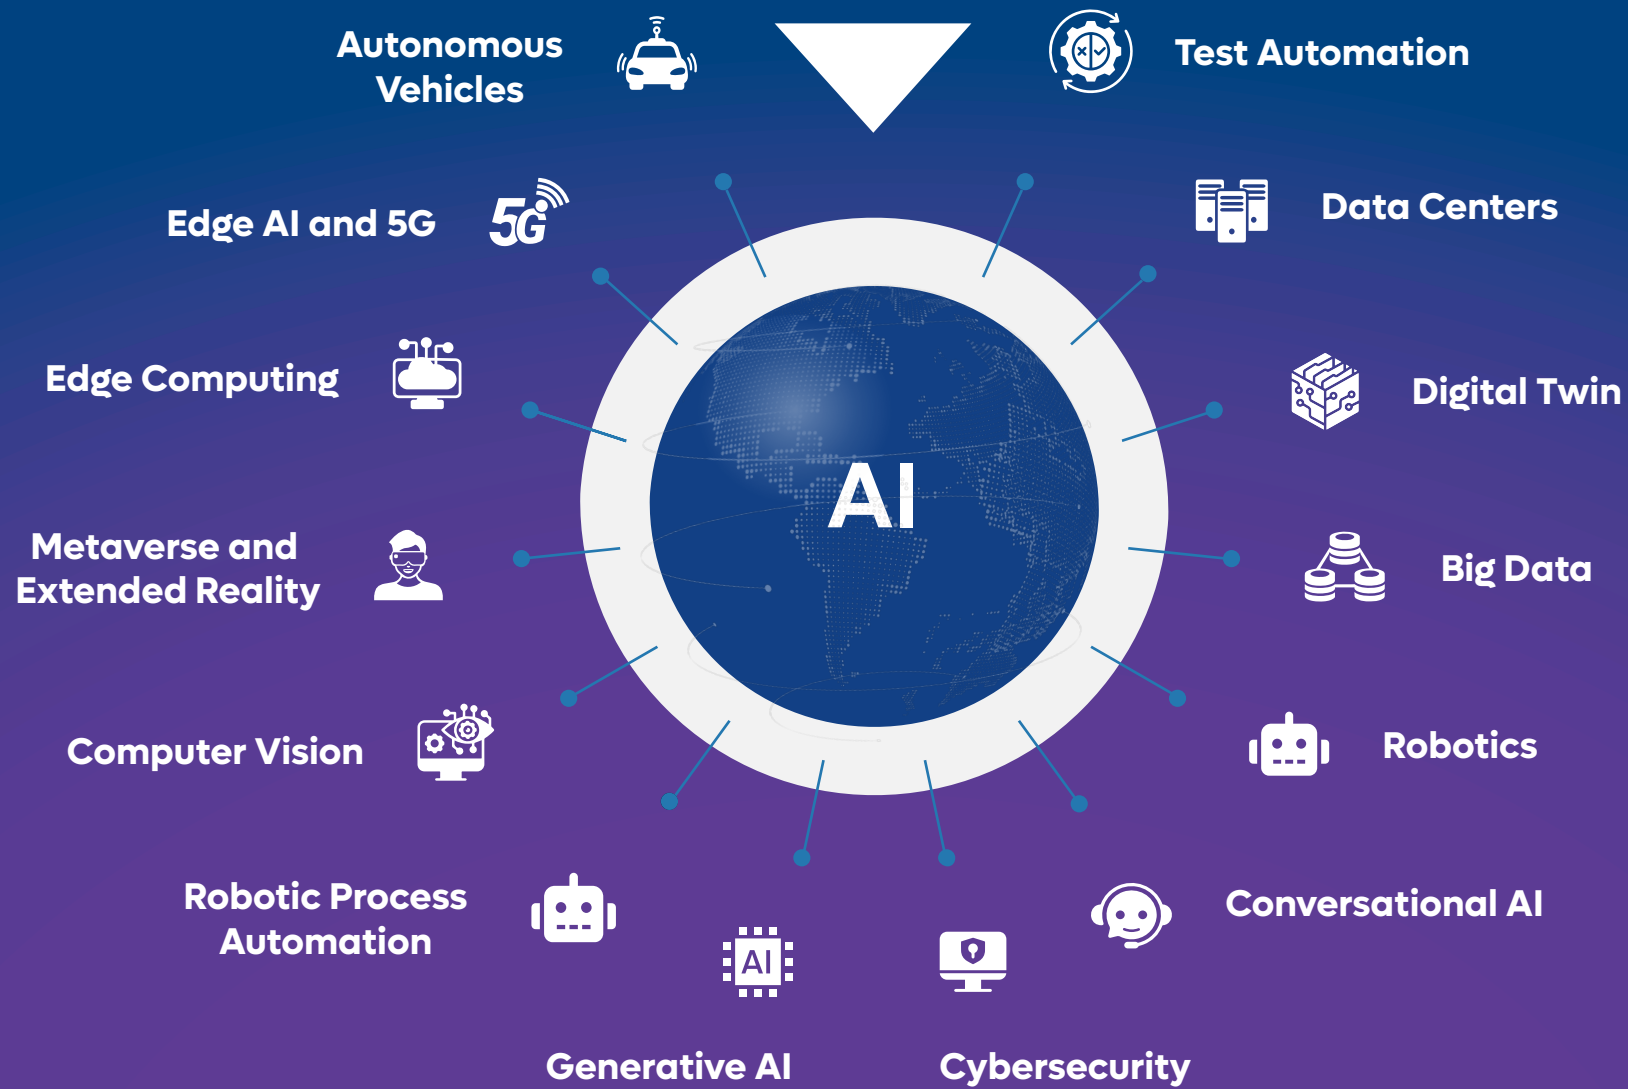 Autonomous
Vehicles
Test Automation
Edge AI and 5G
5G
Data Centers
Edge Computing
Digital Twin
AI
Metaverse and
Extended Reality
Big Data
Computer Vision
Robotics
Robotic Process
Automation
Conversational AI
AI
Generative AI
Cybersecurity